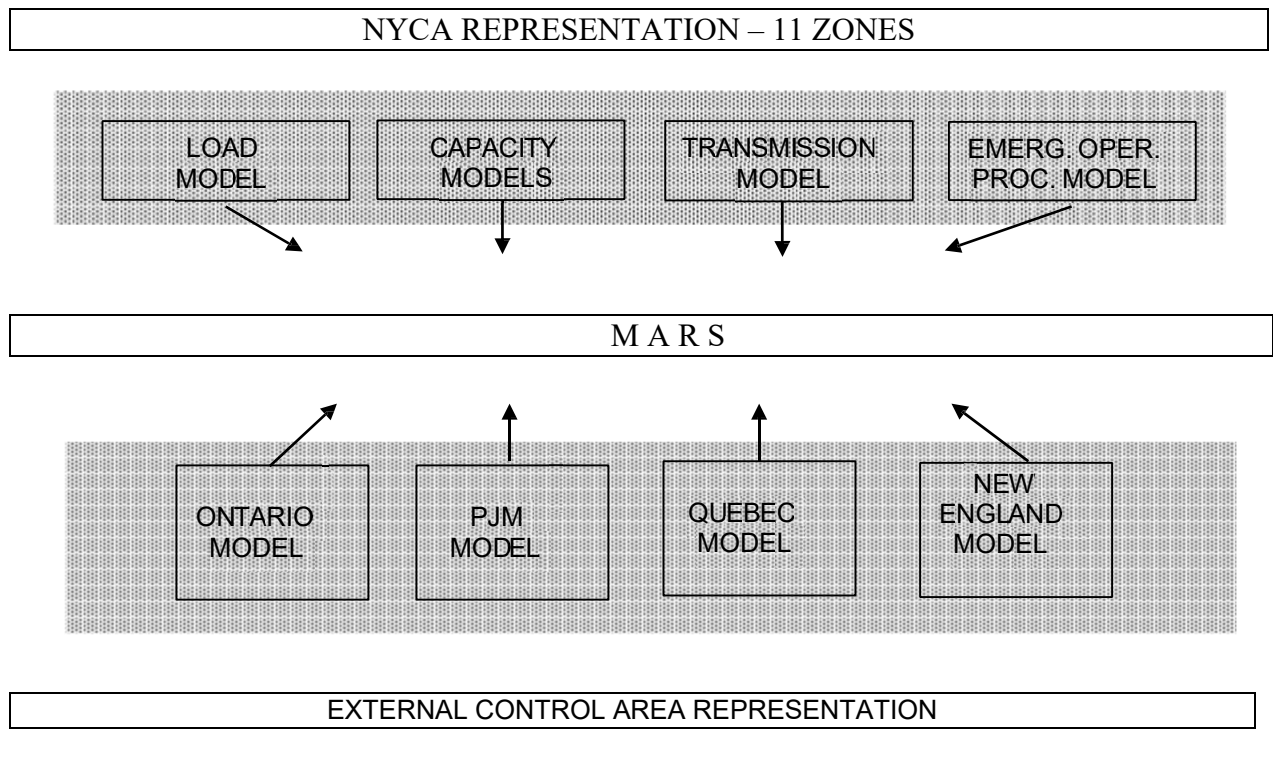 NYCA REPRESENTATION – 11 ZONES
LOAD
MODEL
CAPACITY
MODELS
TRANSMISSION
MODEL
EMERG. OPER.
PROC. MODEL
M A R S
ONTARIO
MODEL
PJM
MODEL
QUEBEC
MODEL
NEW
ENGLAND
MODEL
EXTERNAL CONTROL AREA REPRESENTATION